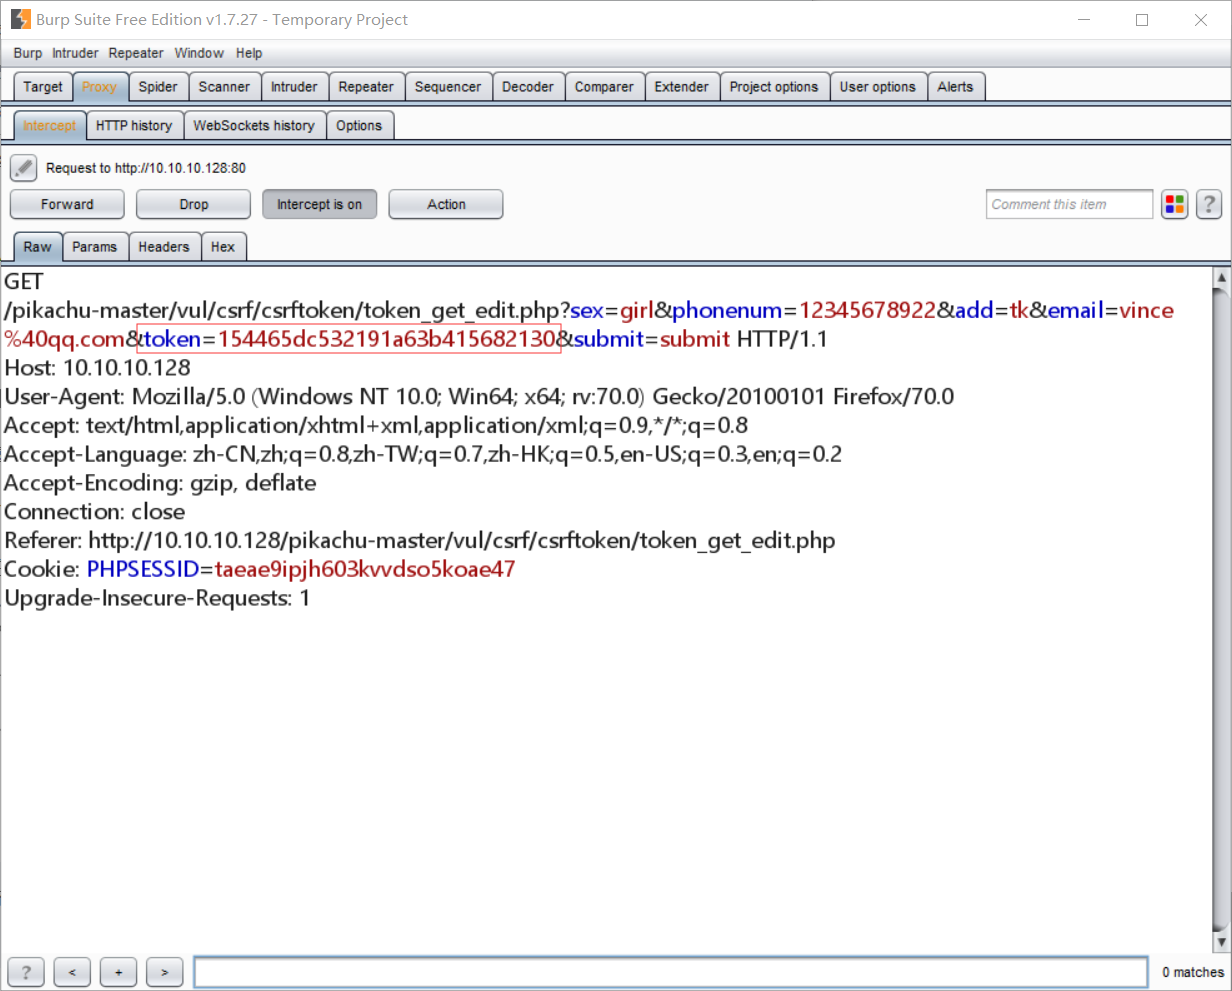 Burp Suite Free Edition v1.7.27 - Temporary Project
Burp Intruder Repeater Window Help
Target Proxy Spider Scanner Intruder Repeater Sequencer Decoder Comparer Extender Project options User options Alerts
Intercept HTTP history WebSockets history Options
Request to http://10.10.10.128:80
Forward Drop Intercept is on Action Comment this item ?
Raw Params Headers Hex
GET
/pikachu-master/vul/csrf/csrftoken/token_get_edit.php?sex=girl&phonenum=12345678922&add=tk&email=vince
%40qq.com&token=154465dc532191a63b415682130&submit=submit HTTP/1.1
Host: 10.10.10.128
User-Agent: Mozilla/5.0 (Windows NT 10.0; Win64; x64; rv:70.0) Gecko/20100101 Firefox/70.0
Accept: text/html,application/xhtml+xml,application/xml;q=0.9,*/*;q=0.8
Accept-Language: zh-CN,zh;q=0.8,zh-TW;q=0.7,zh-HK;q=0.5,en-US;q=0.3,en;q=0.2
Accept-Encoding: gzip, deflate
Connection: close
Referer: http://10.10.10.128/pikachu-master/vul/csrf/csrftoken/token_get_edit.php
Cookie: PHPSESSID=taeae9ipjh603kvvdso5koae47
Upgrade-Insecure-Requests: 1
? < + > 0 matches